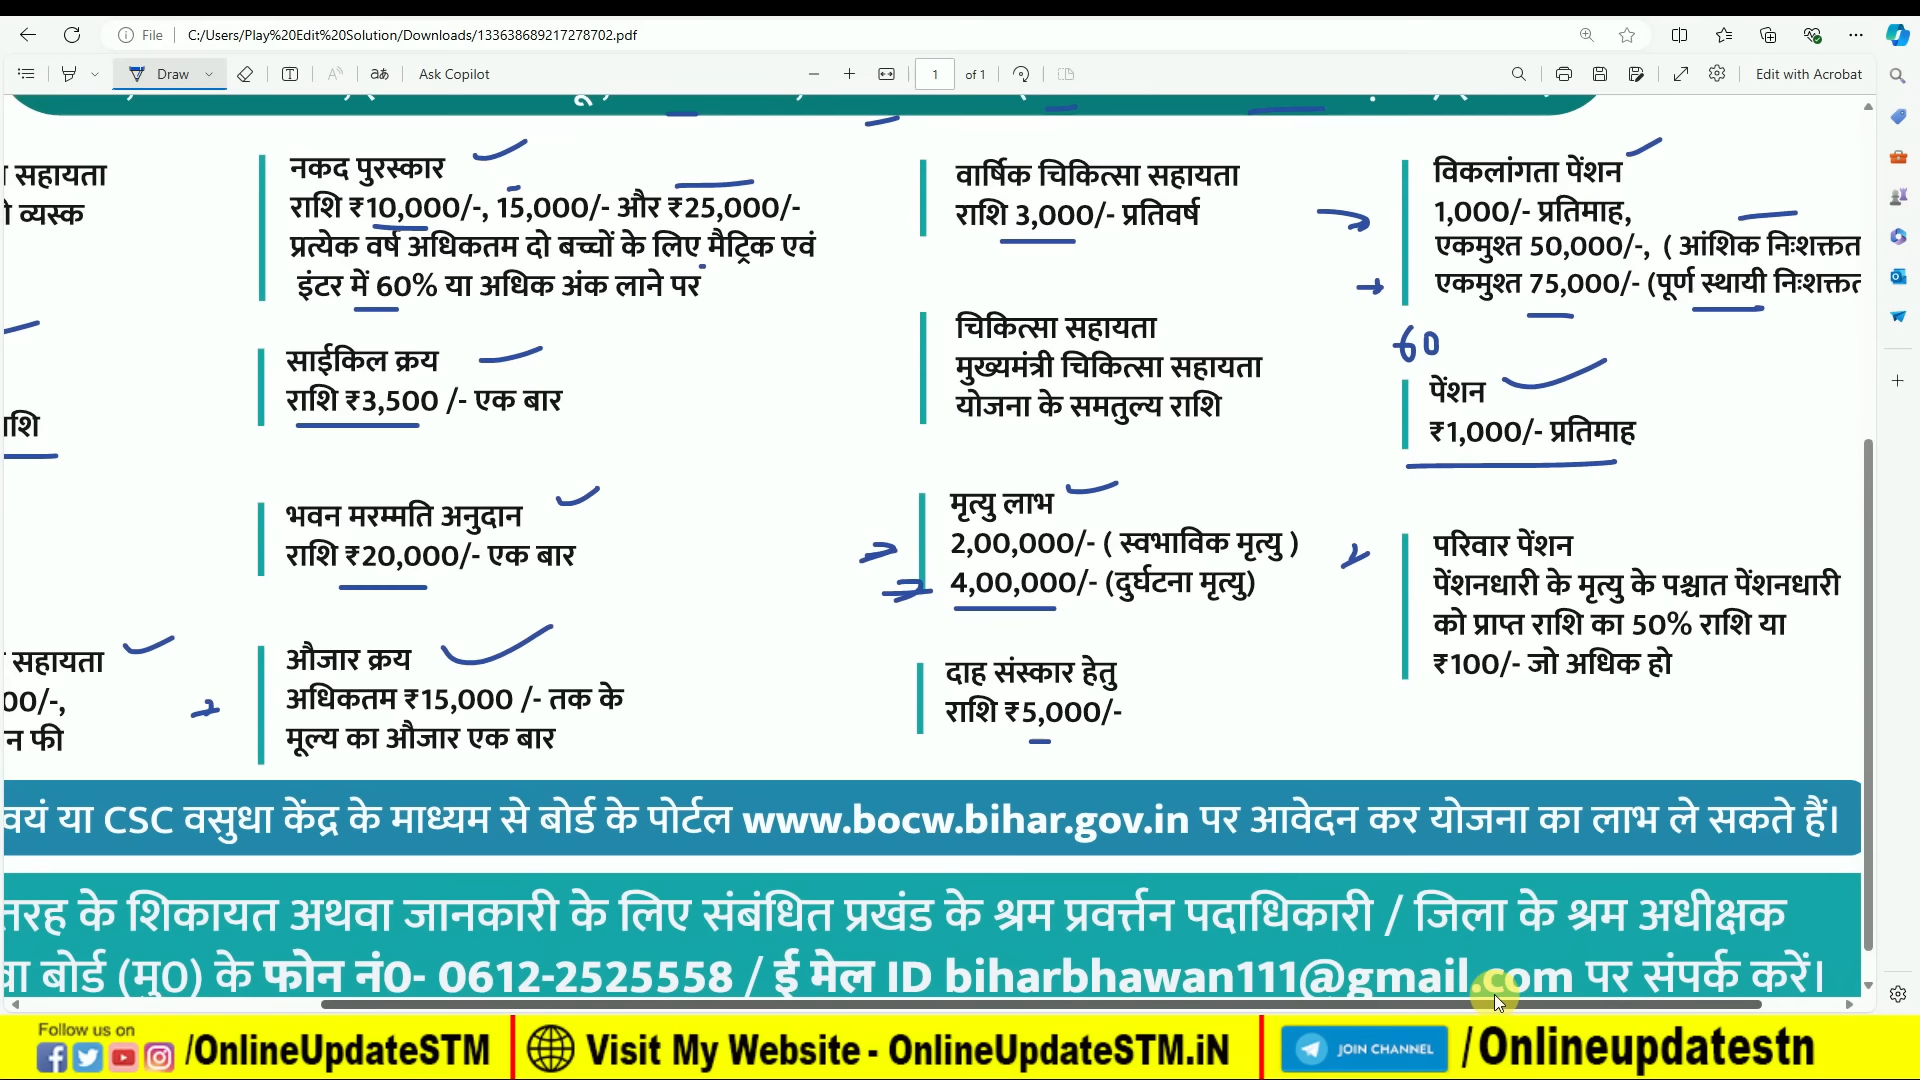 File
C:/Users/Play%20Edit%20Solution/Downloads/133638689217278702.pdf
Draw
Ask Copilot
1 of 1
Edit with Acrobat
सहायता
व्यस्क
राशि
सहायता
00/-,
न फी
नकद पुरस्कार
राशि ₹10,000/-, 15,000/- और ₹25,000/-
प्रत्येक वर्ष अधिकतम दो बच्चों के लिए मैट्रिक एवं
इंटर में 60% या अधिक अंक लाने पर
साईकिल क्रय
राशि ₹3,500 /- एक बार
भवन मरम्मति अनुदान
राशि ₹20,000/- एक बार
औजार क्रय
अधिकतम ₹15,000 /- तक के
मूल्य का औजार एक बार
वार्षिक चिकित्सा सहायता
राशि 3,000/- प्रतिवर्ष
चिकित्सा सहायता
मुख्यमंत्री चिकित्सा सहायता
योजना के समतुल्य राशि
मृत्यु लाभ
2,00,000/- ( स्वभाविक मृत्यु )
4,00,000/- (दुर्घटना मृत्यु)
दाह संस्कार हेतु
राशि ₹5,000/-
विकलांगता पेंशन
1,000/- प्रतिमाह,
एकमुश्त 50,000/-, ( आंशिक निःशक्तत
एकमुश्त 75,000/- (पूर्ण स्थायी निःशक्तत
60
पेंशन
₹1,000/- प्रतिमाह
परिवार पेंशन
पेंशनधारी के मृत्यु के पश्चात पेंशनधारी
को प्राप्त राशि का 50% राशि या
₹100/- जो अधिक हो
वयं या CSC वसुधा केंद्र के माध्यम से बोर्ड के पोर्टल www.bocw.bihar.gov.in पर आवेदन कर योजना का लाभ ले सकते हैं।
तरह के शिकायत अथवा जानकारी के लिए संबंधित प्रखंड के श्रम प्रवर्त्तन पदाधिकारी / जिला के श्रम अधीक्षक
वा बोर्ड (मु0) के फोन नं0- 0612-2525558 / ई मेल ID biharbhawan111@gmail.com पर संपर्क करें।
Follow us on
/OnlineUpdateSTM
Visit My Website - OnlineUpdateSTM.iN
JOIN CHANNEL
/Onlineupdatestn